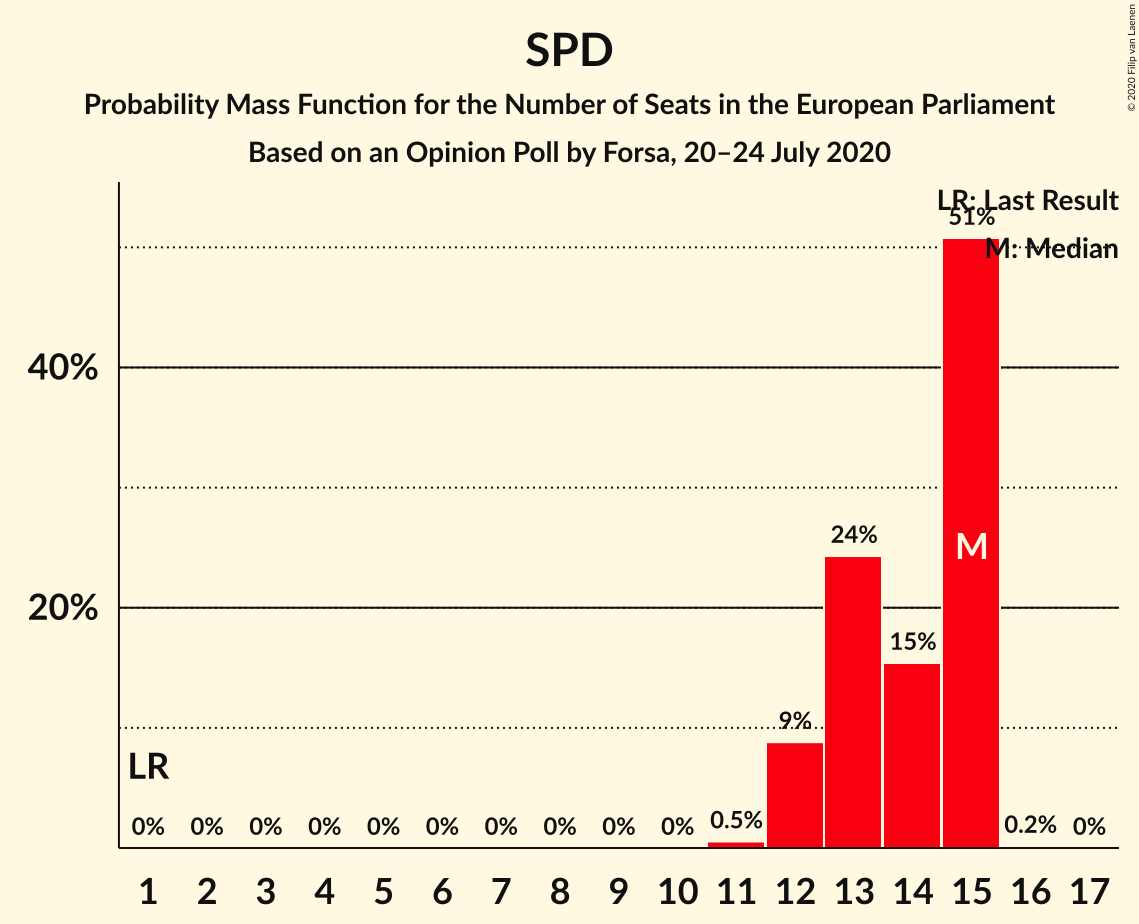 SPD
Probability Mass Function for the Number of Seats in the European Parliament
Based on an Opinion Poll by Forsa, 20–24 July 2020
© 2020 Filip van Laenen
LR: Last Result
M: Median
51%
40%
20%
24%
M
15%
9%
LR
0% 0% 0% 0% 0% 0% 0% 0% 0% 0% 0.5% 0.2% 0%
1 2 3 4 5 6 7 8 9 10 11 12 13 14 15 16 17